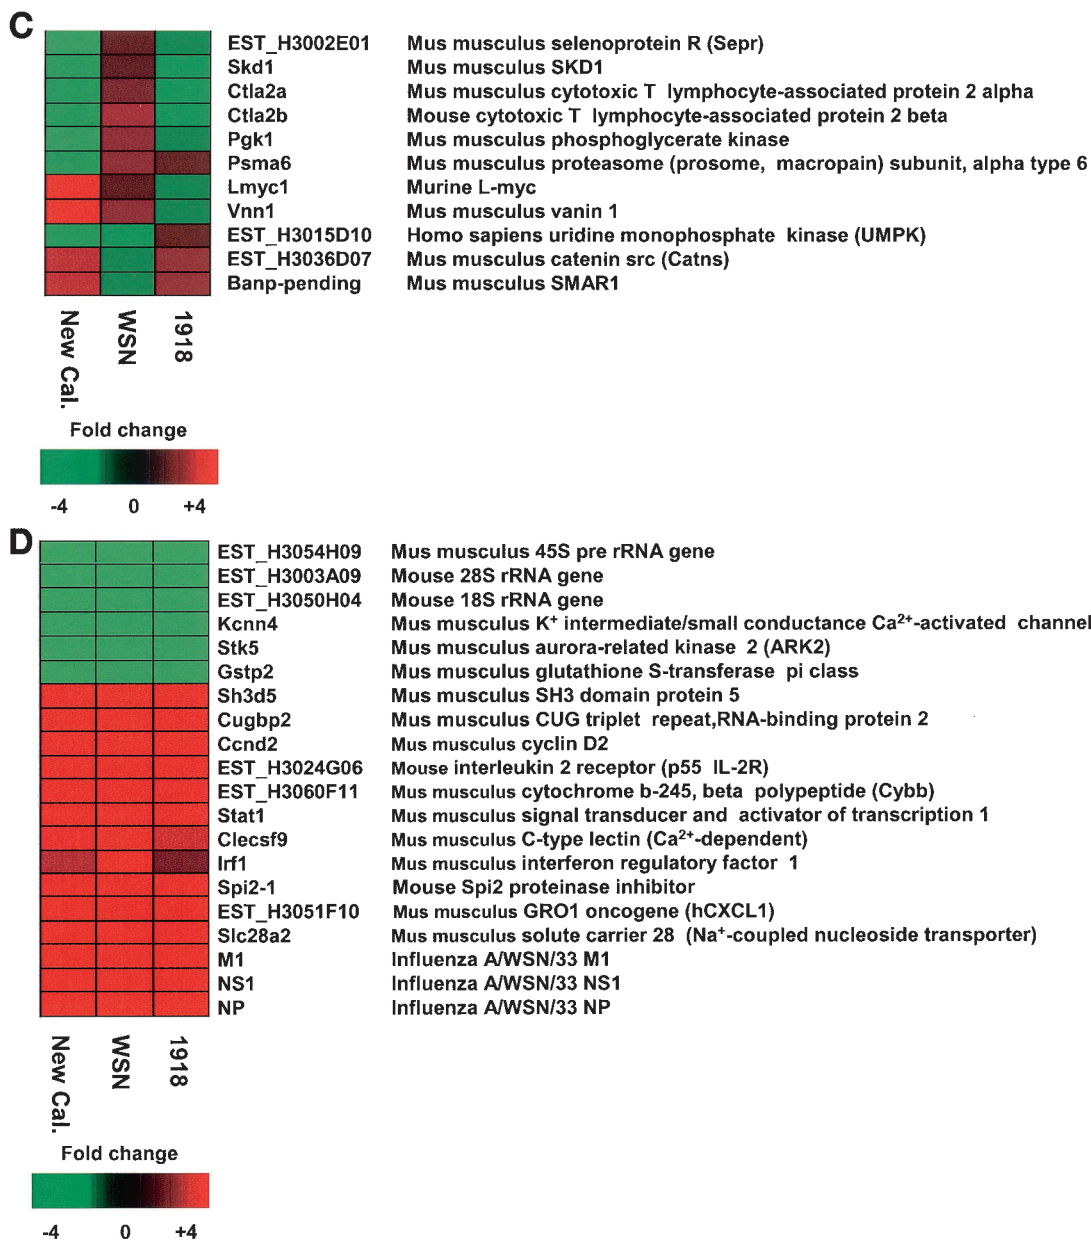 C
EST_H3002E01 Mus musculus selenoprotein R (Sepr)
Skd1 Mus musculus SKD1
Ctla2a Mus musculus cytotoxic T lymphocyte-associated protein 2 alpha
Ctla2b Mouse cytotoxic T lymphocyte-associated protein 2 beta
Pgk1 Mus musculus phosphoglycerate kinase
Psma6 Mus musculus proteasome (prosome, macropain) subunit, alpha type 6
Lmyc1 Murine L-myc
Vnn1 Mus musculus vanin 1
EST_H3015D10 Homo sapiens uridine monophosphate kinase (UMPK)
EST_H3036D07 Mus musculus catenin src (Catns)
Banp-pending Mus musculus SMAR1
New Cal. WSN 1918
Fold change
-4 0 +4
D
EST_H3054H09 Mus musculus 45S pre rRNA gene
EST_H3003A09 Mouse 28S rRNA gene
EST_H3050H04 Mouse 18S rRNA gene
Kcnn4 Mus musculus K⁺ intermediate/small conductance Ca²⁺-activated channel
Stk5 Mus musculus aurora-related kinase 2 (ARK2)
Gstp2 Mus musculus glutathione S-transferase pi class
Sh3d5 Mus musculus SH3 domain protein 5
Cugbp2 Mus musculus CUG triplet repeat,RNA-binding protein 2
Ccnd2 Mus musculus cyclin D2
EST_H3024G06 Mouse interleukin 2 receptor (p55 IL-2R)
EST_H3060F11 Mus musculus cytochrome b-245, beta polypeptide (Cybb)
Stat1 Mus musculus signal transducer and activator of transcription 1
Clecsf9 Mus musculus C-type lectin (Ca²⁺-dependent)
Irf1 Mus musculus interferon regulatory factor 1
Spi2-1 Mouse Spi2 proteinase inhibitor
EST_H3051F10 Mus musculus GRO1 oncogene (hCXCL1)
Slc28a2 Mus musculus solute carrier 28 (Na⁺-coupled nucleoside transporter)
M1 Influenza A/WSN/33 M1
NS1 Influenza A/WSN/33 NS1
NP Influenza A/WSN/33 NP
New Cal. WSN 1918
Fold change
-4 0 +4